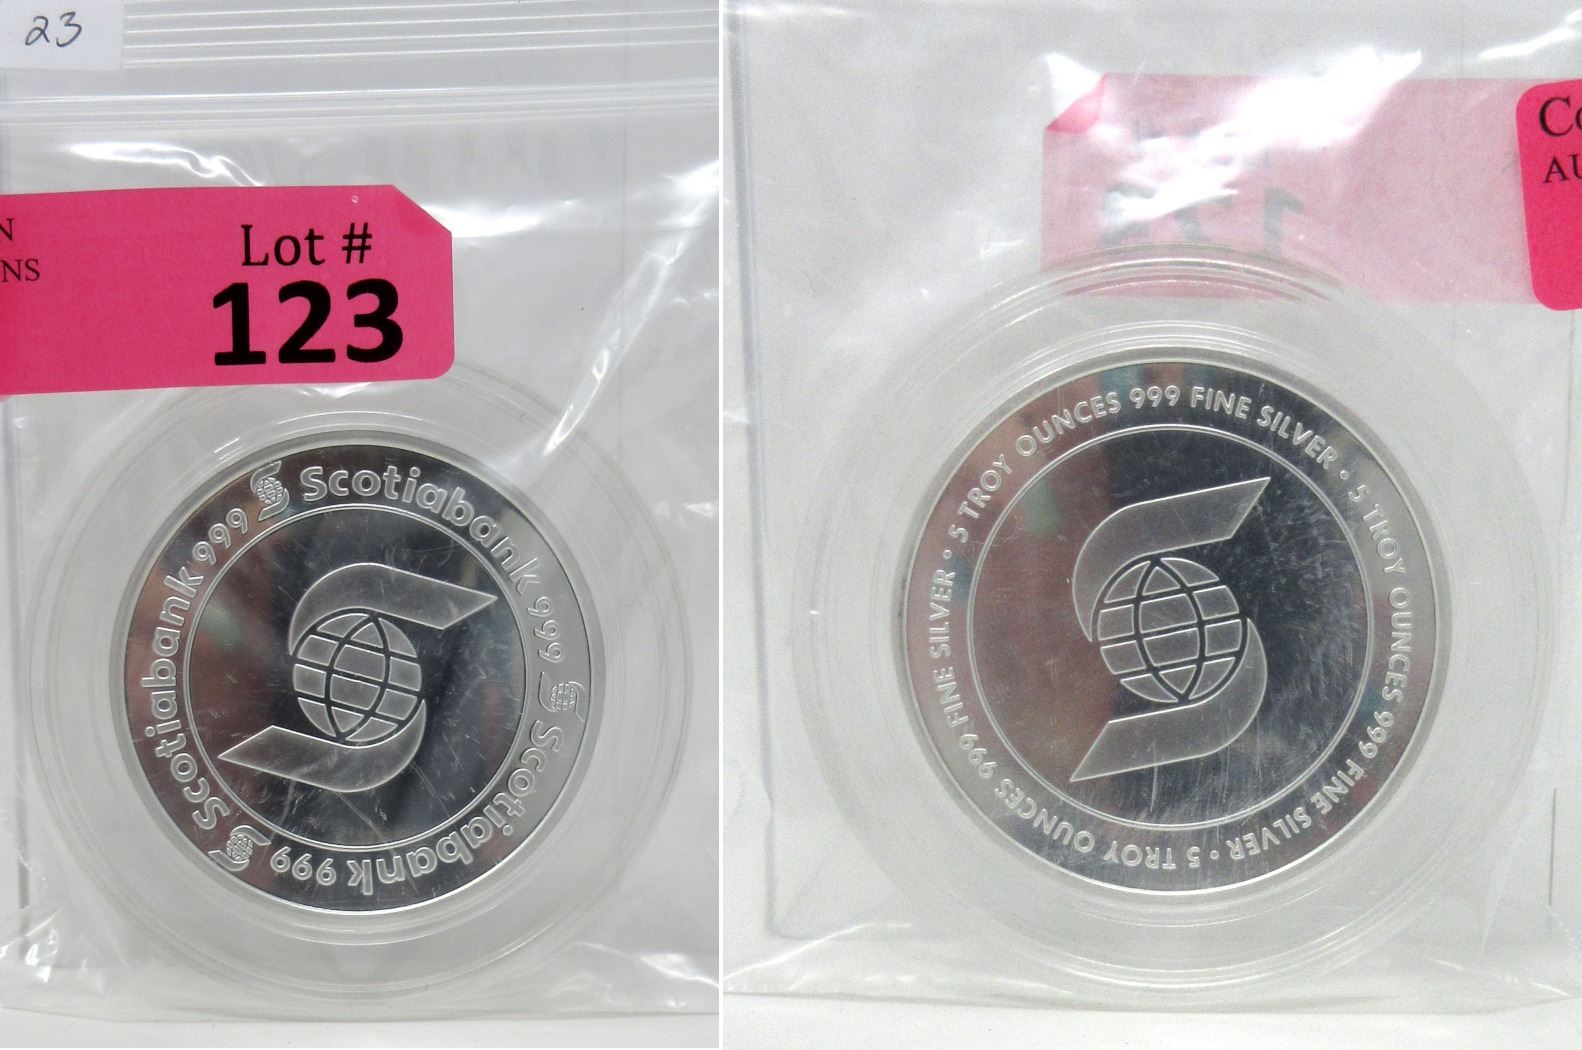 23
N
NS
Lot #
123
Scotiabank 999 Scotiabank 999 Scotiabank 999
Co
AU
123
5 TROY OUNCES 999 FINE SILVER · 5 TROY OUNCES 999 FINE SILVER · 5 TROY OUNCES 999 FINE SILVER ·